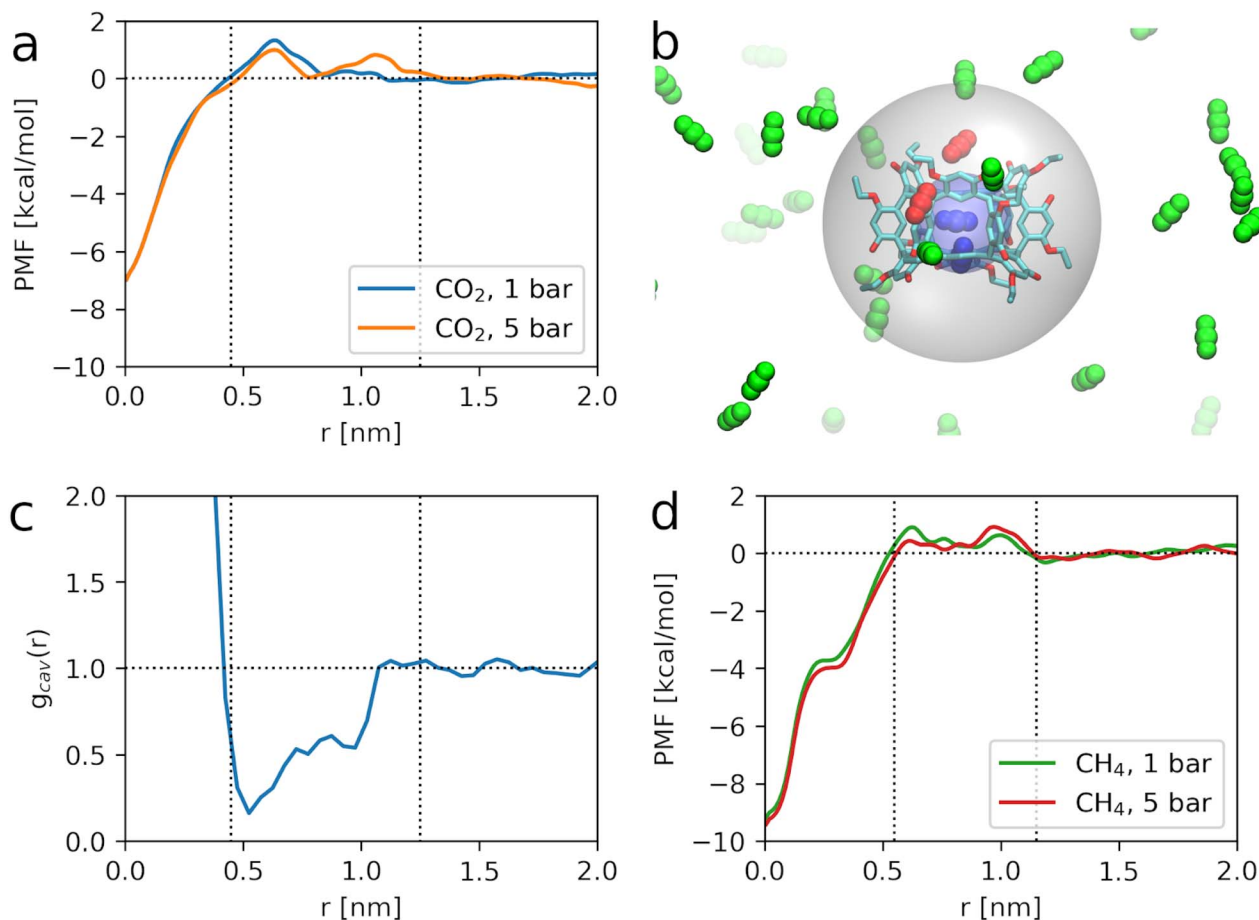 a
PMF [kcal/mol]
2
0
−2
−4
−6
−8
−10
0.0 0.5 1.0 1.5 2.0
r [nm]
CO₂, 1 bar
CO₂, 5 bar
b
c
g_cav(r)
2.0
1.5
1.0
0.5
0.0
0.0 0.5 1.0 1.5 2.0
r [nm]
d
PMF [kcal/mol]
2
0
−2
−4
−6
−8
−10
0.0 0.5 1.0 1.5 2.0
r [nm]
CH₄, 1 bar
CH₄, 5 bar